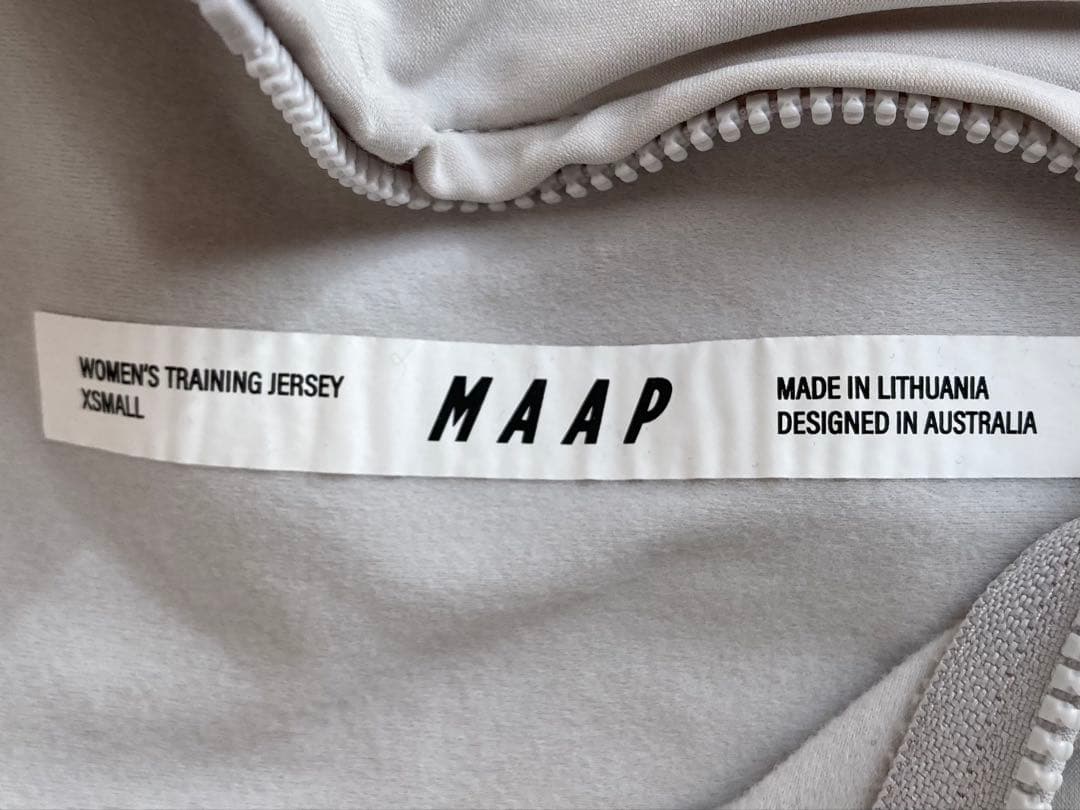 WOMEN'S TRAINING JERSEY
XSMALL
MAAP
MADE IN LITHUANIA
DESIGNED IN AUSTRALIA